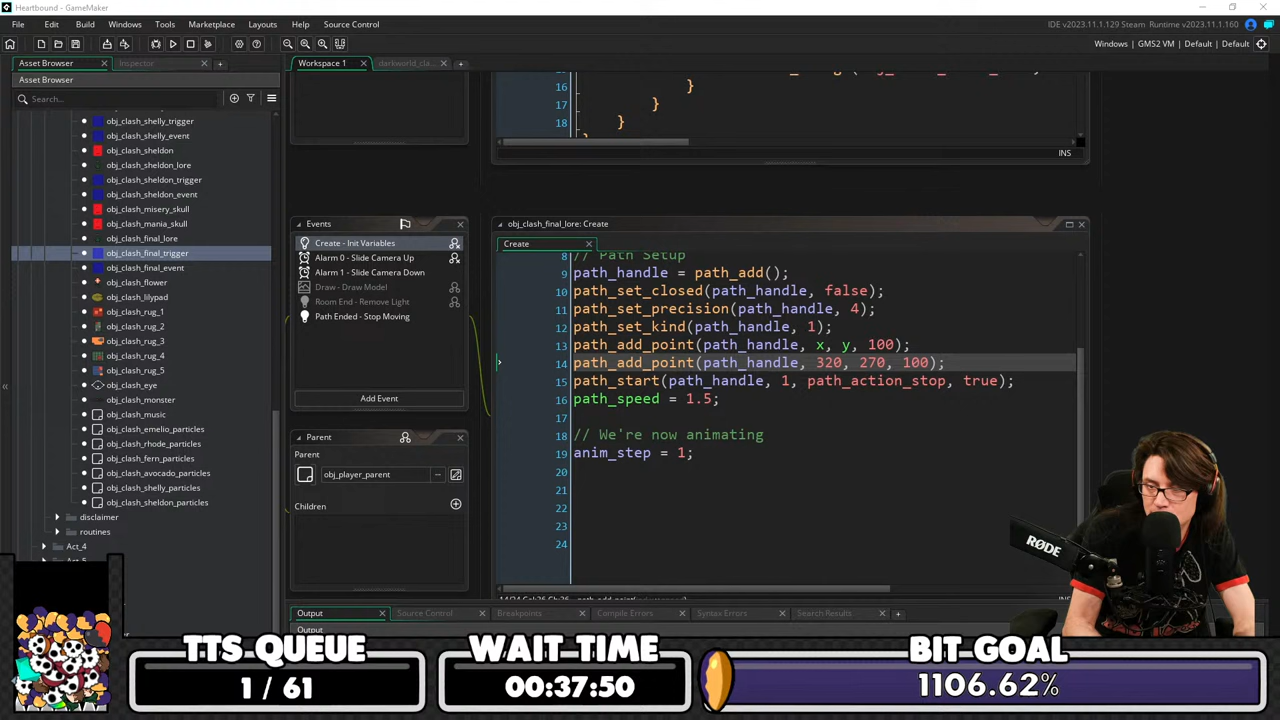 Heartbound - GameMaker
File Edit Build Windows Tools Marketplace Layouts Help Source Control
IDE v2023.11.1.129 Steam Runtime v2023.11.1.160
Windows | GMS2 VM | Default | Default
Asset Browser Inspector
Workspace 1 darkworld_cla...
Asset Browser
Search...
obj_clash_shelly_trigger
obj_clash_shelly_event
obj_clash_sheldon
obj_clash_sheldon_lore
obj_clash_sheldon_trigger
obj_clash_sheldon_event
obj_clash_misery_skull
obj_clash_mania_skull
obj_clash_final_lore
obj_clash_final_trigger
obj_clash_final_event
obj_clash_flower
obj_clash_lilypad
obj_clash_rug_1
obj_clash_rug_2
obj_clash_rug_3
obj_clash_rug_4
obj_clash_rug_5
obj_clash_eye
obj_clash_monster
obj_clash_music
obj_clash_emelio_particles
obj_clash_rhode_particles
obj_clash_fern_particles
obj_clash_avocado_particles
obj_clash_shelly_particles
obj_clash_sheldon_particles
disclaimer
routines
Act_4
16 }
17 }
18 }
INS
Events
Create - Init Variables
Alarm 0 - Slide Camera Up
Alarm 1 - Slide Camera Down
Draw - Draw Model
Room End - Remove Light
Path Ended - Stop Moving
Add Event
Parent
Parent
obj_player_parent
Children
obj_clash_final_lore: Create
Create
8 // Path Setup
9 path_handle = path_add();
10 path_set_closed(path_handle, false);
11 path_set_precision(path_handle, 4);
12 path_set_kind(path_handle, 1);
13 path_add_point(path_handle, x, y, 100);
14 path_add_point(path_handle, 320, 270, 100);
15 path_start(path_handle, 1, path_action_stop, true);
16 path_speed = 1.5;
17
18 // We're now animating
19 anim_step = 1;
20
21
22
23
24
Output Source Control Breakpoints Compile Errors Syntax Errors Search Results
Output
RØDE
TTS QUEUE
1 / 61
WAIT TIME
00:37:50
BIT GOAL
1106.62%